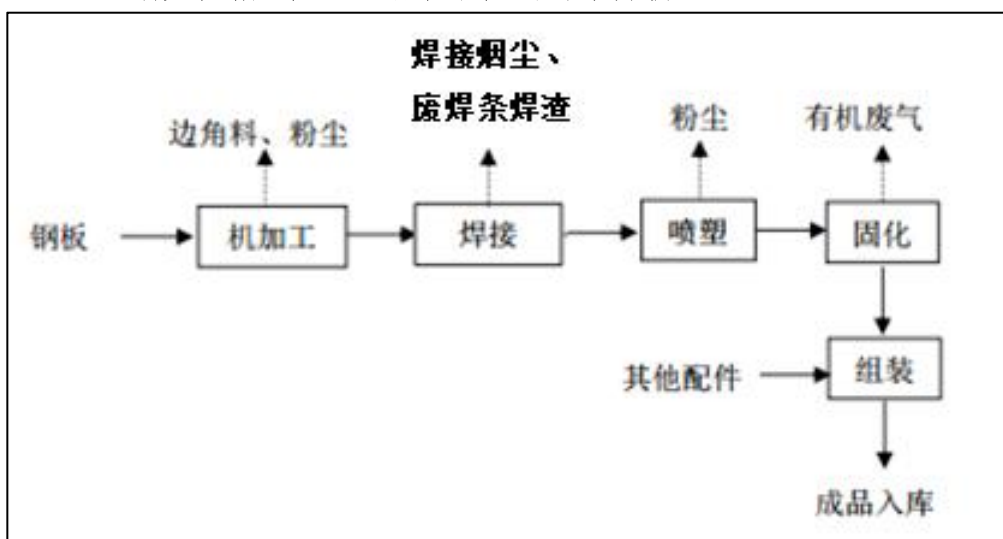 焊接烟尘、
废焊条焊渣
边角料、粉尘
粉尘
有机废气
钢板
机加工
焊接
喷塑
固化
其他配件
组装
成品入库